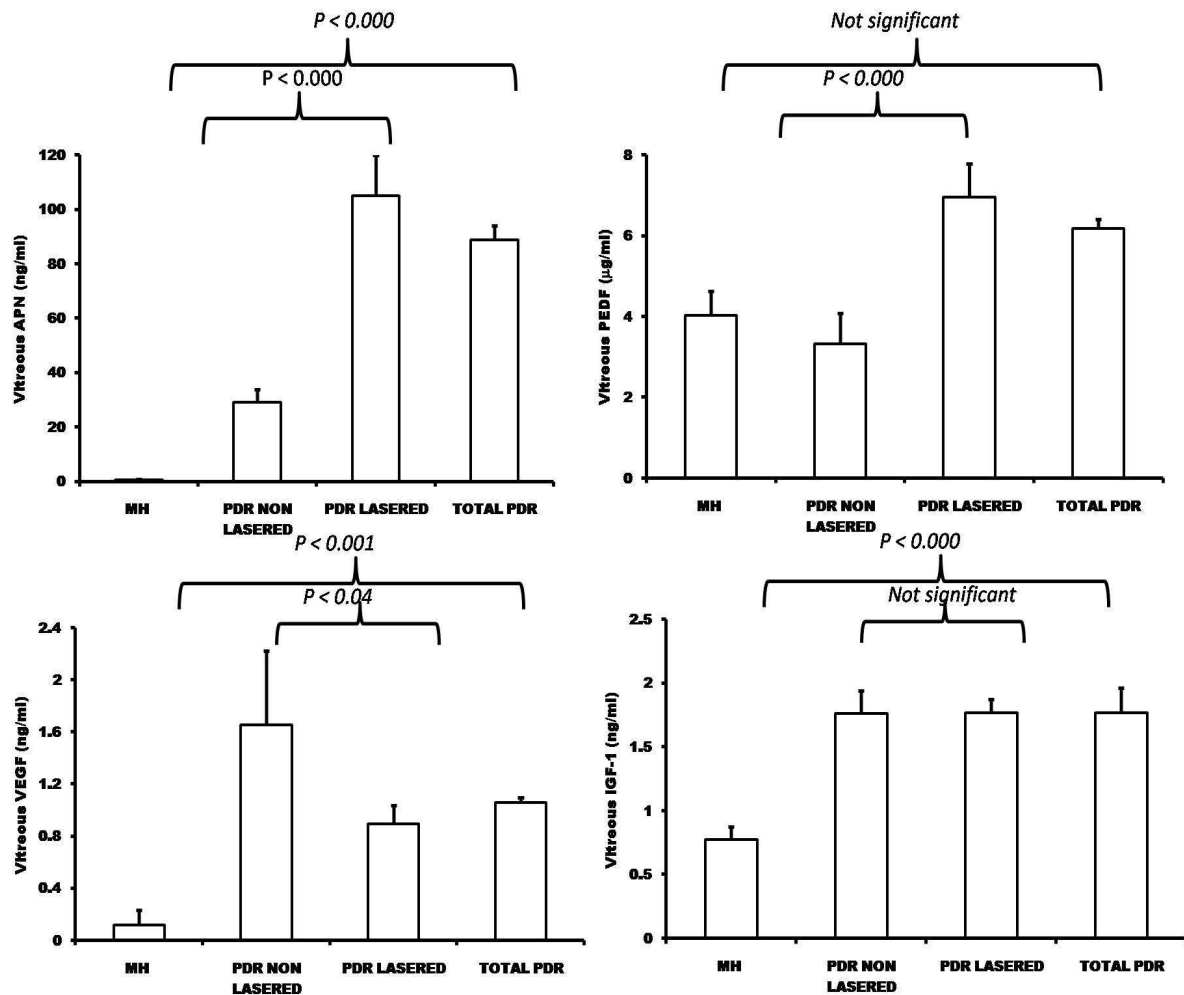 P < 0.000
P < 0.000
120
100
80
60
40
20
0
Vitreous APN (ng/ml)
MH
PDR NON
LASERED
PDR LASERED
TOTAL PDR
Not significant
P < 0.000
8
6
4
2
0
Vitreous PEDF (μg/ml)
MH
PDR NON
LASERED
PDR LASERED
TOTAL PDR
P < 0.001
P < 0.04
2.4
2
1.6
1.2
0.8
0.4
0
Vitreous VEGF (ng/ml)
MH
PDR NON
LASERED
PDR LASERED
TOTAL PDR
P < 0.000
Not significant
2.5
2
1.5
1
0.5
0
Vitreous IGF-1 (ng/ml)
MH
PDR NON
LASERED
PDR LASERED
TOTAL PDR